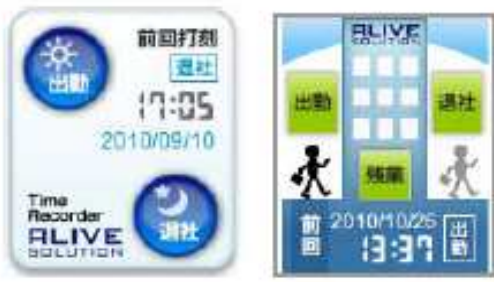 出勤
前回打刻
退社
17:05
2010/09/10
Time
Recorder
ALIVE
SOLUTION
退社
ALIVE
SOLUTION
出勤
退社
残業
前回
2010/10/26
13:37
出勤